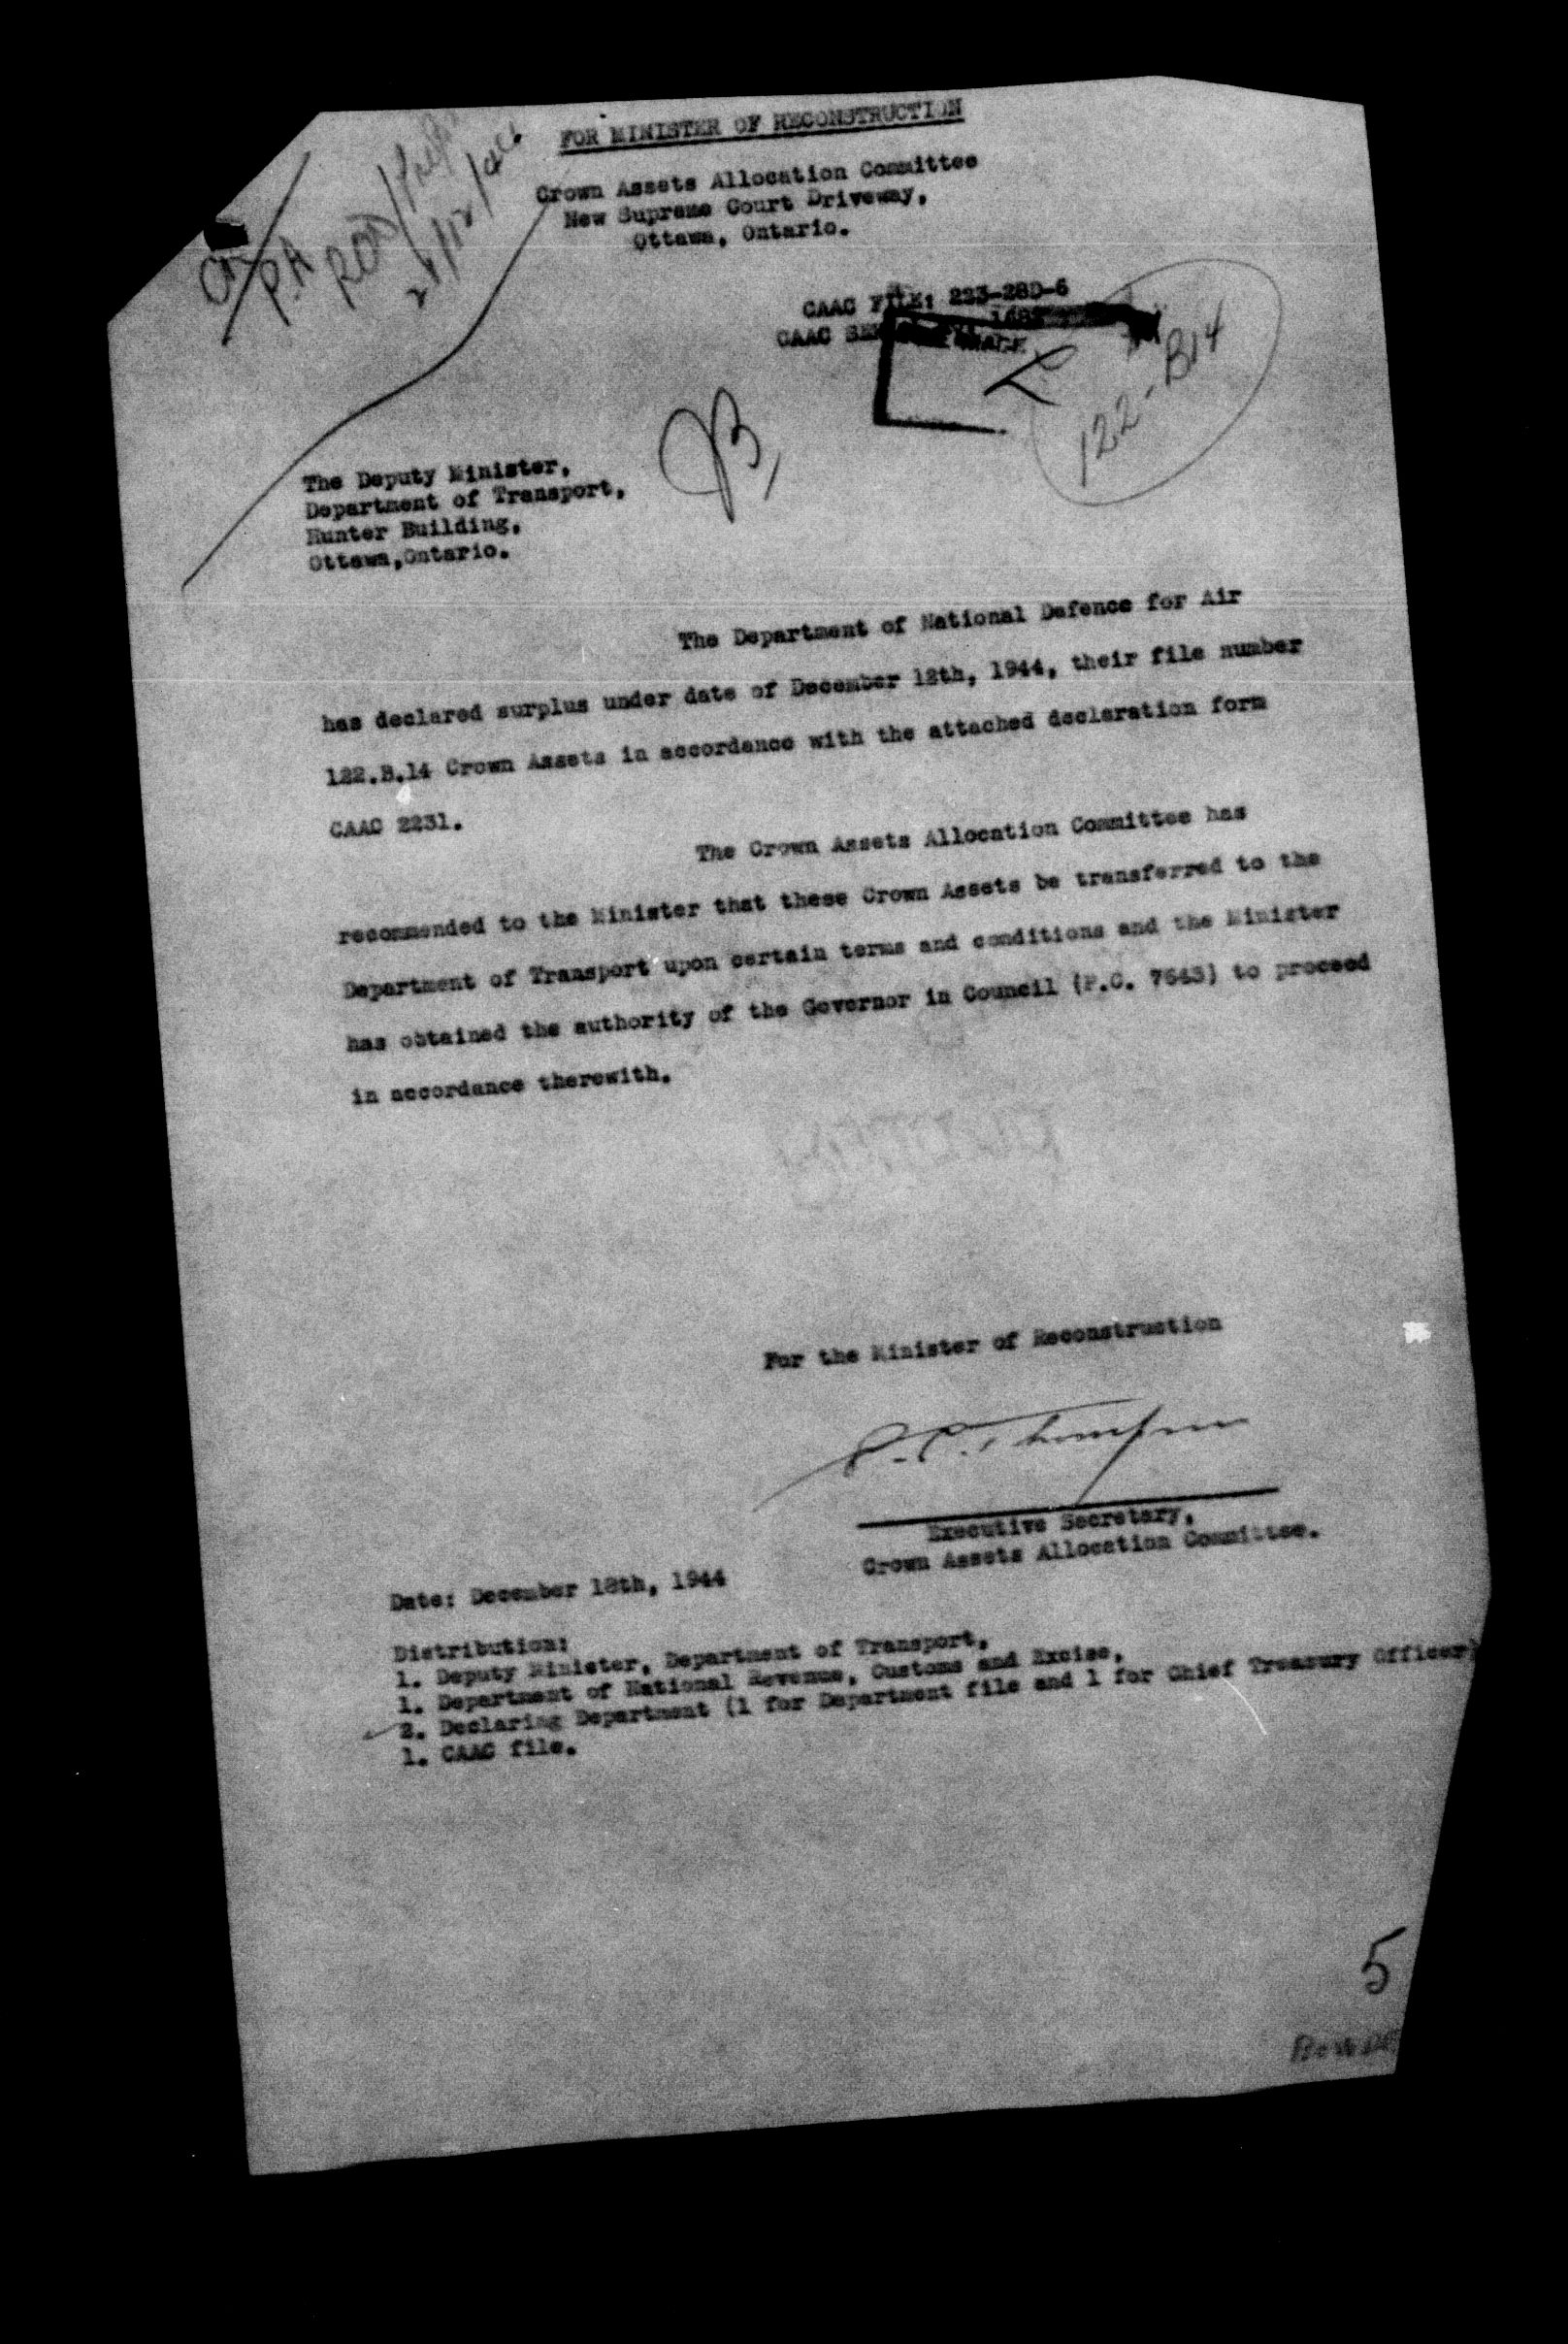 FOR MINISTER OF RECONSTRUCTION
Crown Assets Allocation Committee
New Supreme Court Driveway,
Ottawa, Ontario.
P.A
CAAC FILE: 223-28D-6
CAAC
122-B14
The Deputy Minister,
Department of Transport,
Hunter Building,
Ottawa,Ontario.
The Department of National Defence for Air
has declared surplus under date of December 12th, 1944, their file number
122.B.14 Crown Assets in accordance with the attached declaration form
CAAC 2231.
The Crown Assets Allocation Committee has
recommended to the Minister that these Crown Assets be transferred to the
Department of Transport upon certain terms and conditions and the Minister
has obtained the authority of the Governor in Council (P.C. 7643) to proceed
in accordance therewith.
For the Minister of Reconstruction
Executive Secretary,
Crown Assets Allocation Committee.
Date: December 18th, 1944
Distribution:
1. Deputy Minister, Department of Transport,
1. Department of National Revenue, Customs and Excise,
2. Declaring Department (1 for Department file and 1 for Chief Treasury Officer)
1. CAAC file.
5